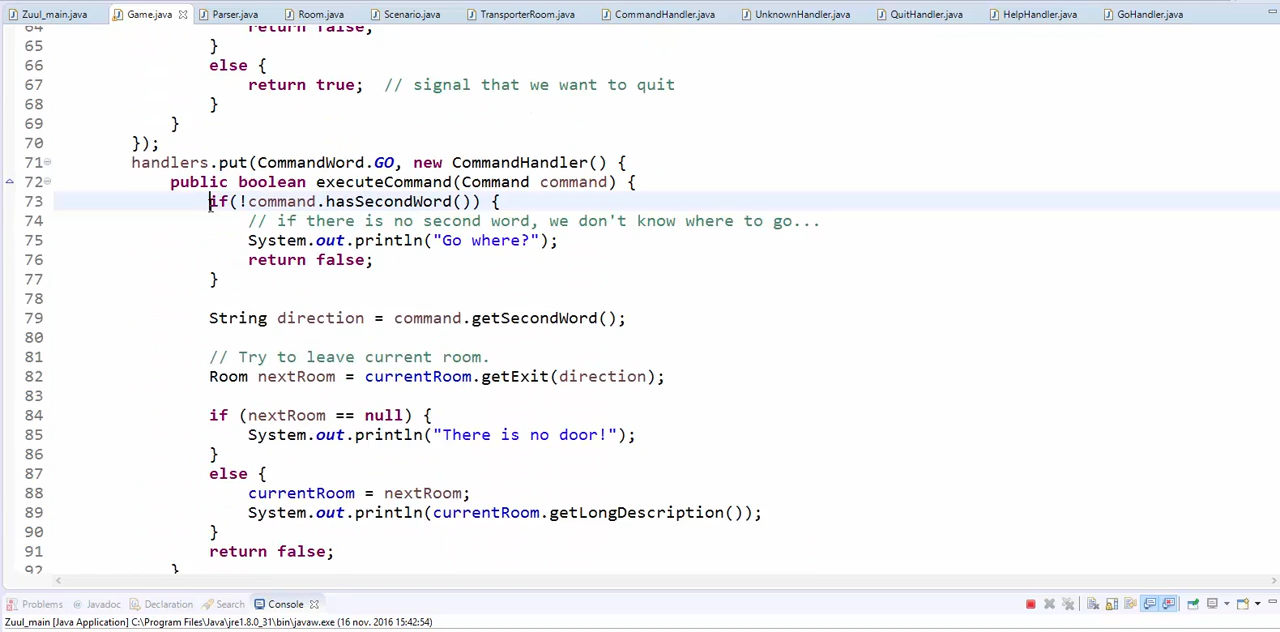 Zuul_main.java Game.java Parser.java Room.java Scenario.java TransporterRoom.java CommandHandler.java UnknownHandler.java QuitHandler.java HelpHandler.java GoHandler.java
64 return false;
65 }
66 else {
67 return true; // signal that we want to quit
68 }
69 }
70 });
71 handlers.put(CommandWord.GO, new CommandHandler() {
72 public boolean executeCommand(Command command) {
73 if(!command.hasSecondWord()) {
74 // if there is no second word, we don't know where to go...
75 System.out.println("Go where?");
76 return false;
77 }
78
79 String direction = command.getSecondWord();
80
81 // Try to leave current room.
82 Room nextRoom = currentRoom.getExit(direction);
83
84 if (nextRoom == null) {
85 System.out.println("There is no door!");
86 }
87 else {
88 currentRoom = nextRoom;
89 System.out.println(currentRoom.getLongDescription());
90 }
91 return false;
92 }
Problems @ Javadoc Declaration Search Console
Zuul_main [Java Application] C:\Program Files\Java\jre1.8.0_31\bin\javaw.exe (16 nov. 2016 15:42:54)